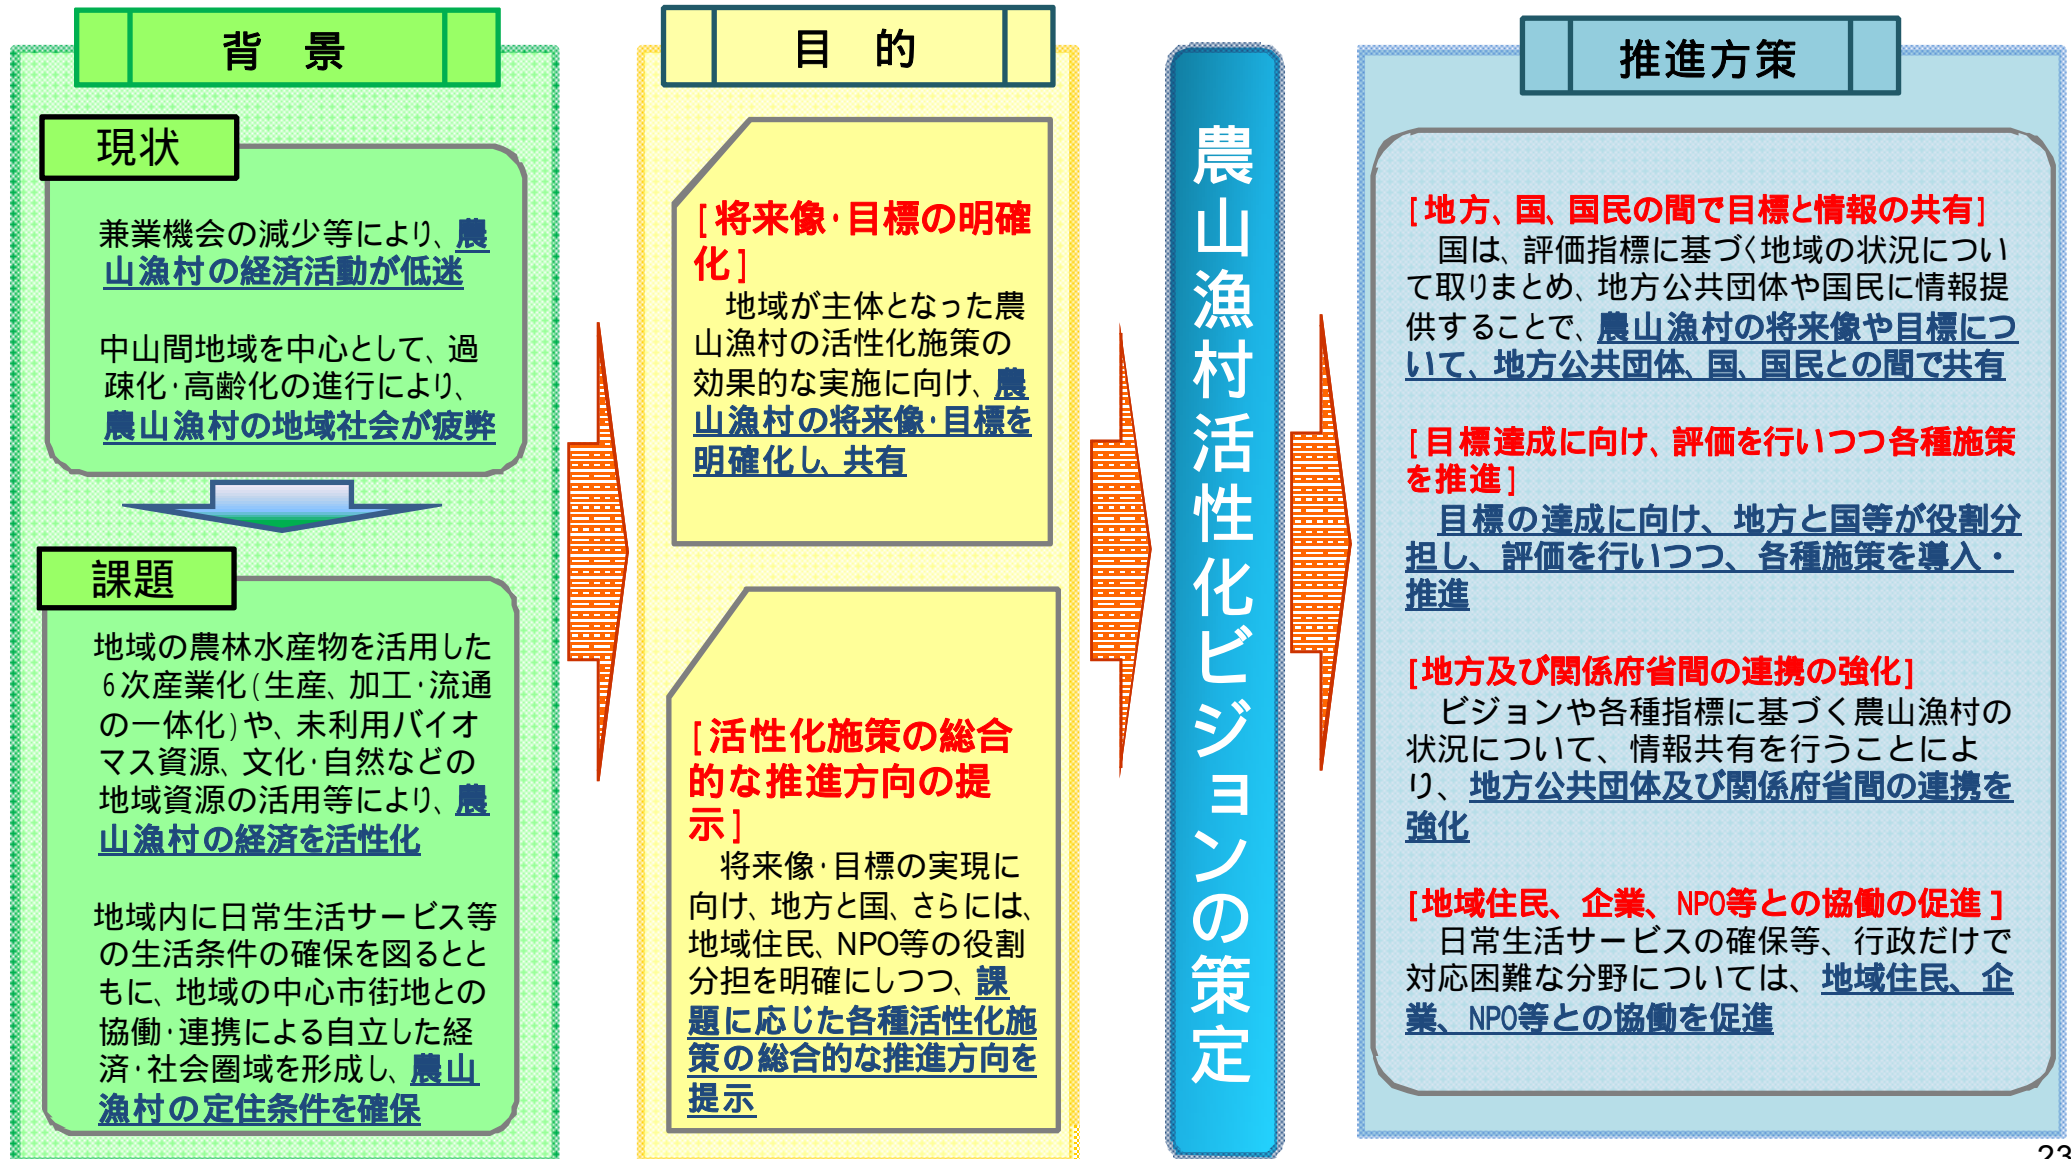 背　景
現状
兼業機会の減少等により、農
山漁村の経済活動が低迷
中山間地域を中心として、過
疎化・高齢化の進行により、
農山漁村の地域社会が疲弊
課題
地域の農林水産物を活用した
6次産業化(生産、加工・流通
の一体化)や、未利用バイオ
マス資源、文化・自然などの
地域資源の活用等により、農
山漁村の経済を活性化
地域内に日常生活サービス等
の生活条件の確保を図るとと
もに、地域の中心市街地との
協働・連携による自立した経
済・社会圏域を形成し、農山
漁村の定住条件を確保
目　的
[将来像・目標の明確
化]
地域が主体となった農
山漁村の活性化施策の
効果的な実施に向け、農
山漁村の将来像・目標を
明確化し、共有
[活性化施策の総合
的な推進方向の提
示]
将来像・目標の実現に
向け、地方と国、さらには、
地域住民、NPO等の役割
分担を明確にしつつ、課
題に応じた各種活性化施
策の総合的な推進方向を
提示
農山漁村活性化ビジョンの策定
推進方策
[地方、国、国民の間で目標と情報の共有]
国は、評価指標に基づく地域の状況につい
て取りまとめ、地方公共団体や国民に情報提
供することで、農山漁村の将来像や目標につ
いて、地方公共団体、国、国民との間で共有
[目標達成に向け、評価を行いつつ各種施策
を推進]
目標の達成に向け、地方と国等が役割分
担し、評価を行いつつ、各種施策を導入・
推進
[地方及び関係府省間の連携の強化]
ビジョンや各種指標に基づく農山漁村の
状況について、情報共有を行うことによ
り、地方公共団体及び関係府省間の連携を
強化
[地域住民、企業、NPO等との協働の促進]
日常生活サービスの確保等、行政だけで
対応困難な分野については、地域住民、企
業、NPO等との協働を促進
23